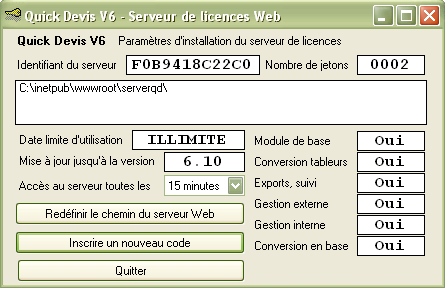 Quick Devis V6 - Serveur de licences Web
Quick Devis V6 Paramètres d'installation du serveur de licences
Identifiant du serveur F0B9418C22C0 Nombre de jetons 0002
C:\inetpub\wwwroot\serverqd\
Date limite d'utilisation ILLIMITE
Mise à jour jusqu'à la version 6.10
Accès au serveur toutes les 15 minutes
Redéfinir le chemin du serveur Web
Inscrire un nouveau code
Quitter
Module de base Oui
Conversion tableurs Oui
Exports, suivi Oui
Gestion externe Oui
Gestion interne Oui
Conversion en base Oui